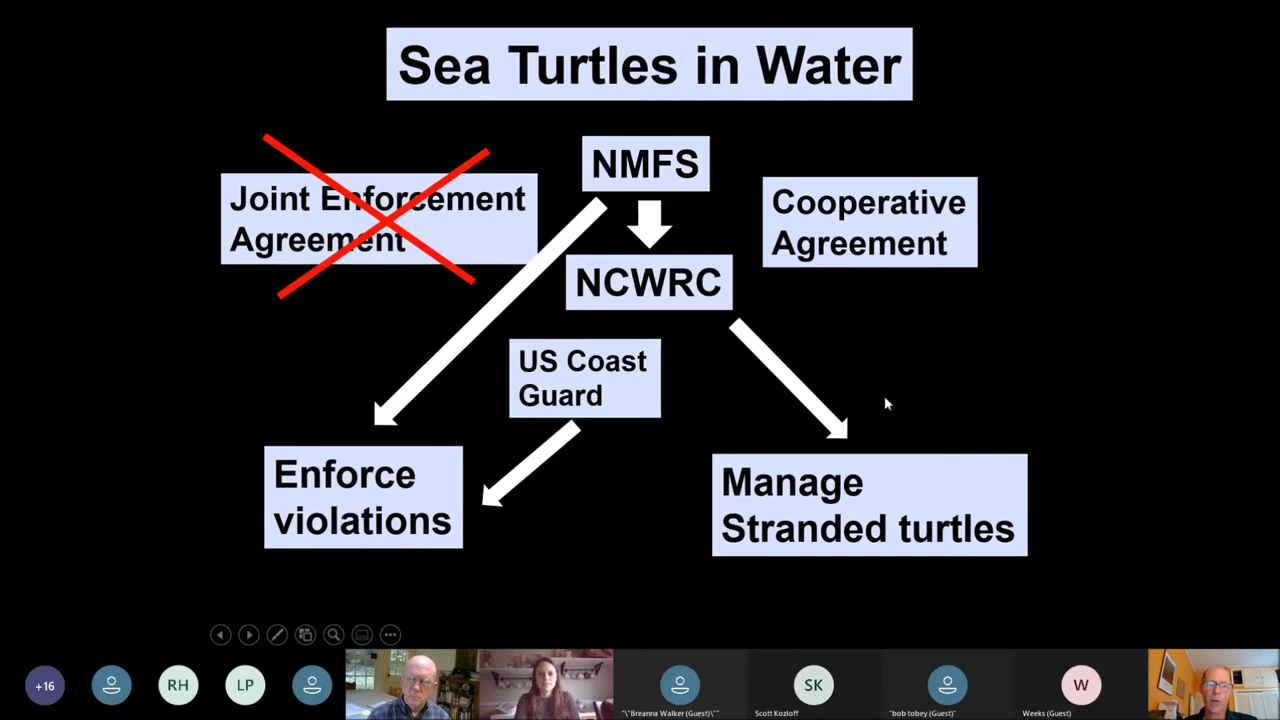 Sea Turtles in Water
NMFS
Joint Enforcement
Agreement
Cooperative
Agreement
NCWRC
US Coast
Guard
Enforce
violations
Manage
Stranded turtles
+16
RH
LP
SK
W
"\"Breanna Walker (Guest)\""
Scott Kozloff
"bob tobey (Guest)"
Weeks (Guest)